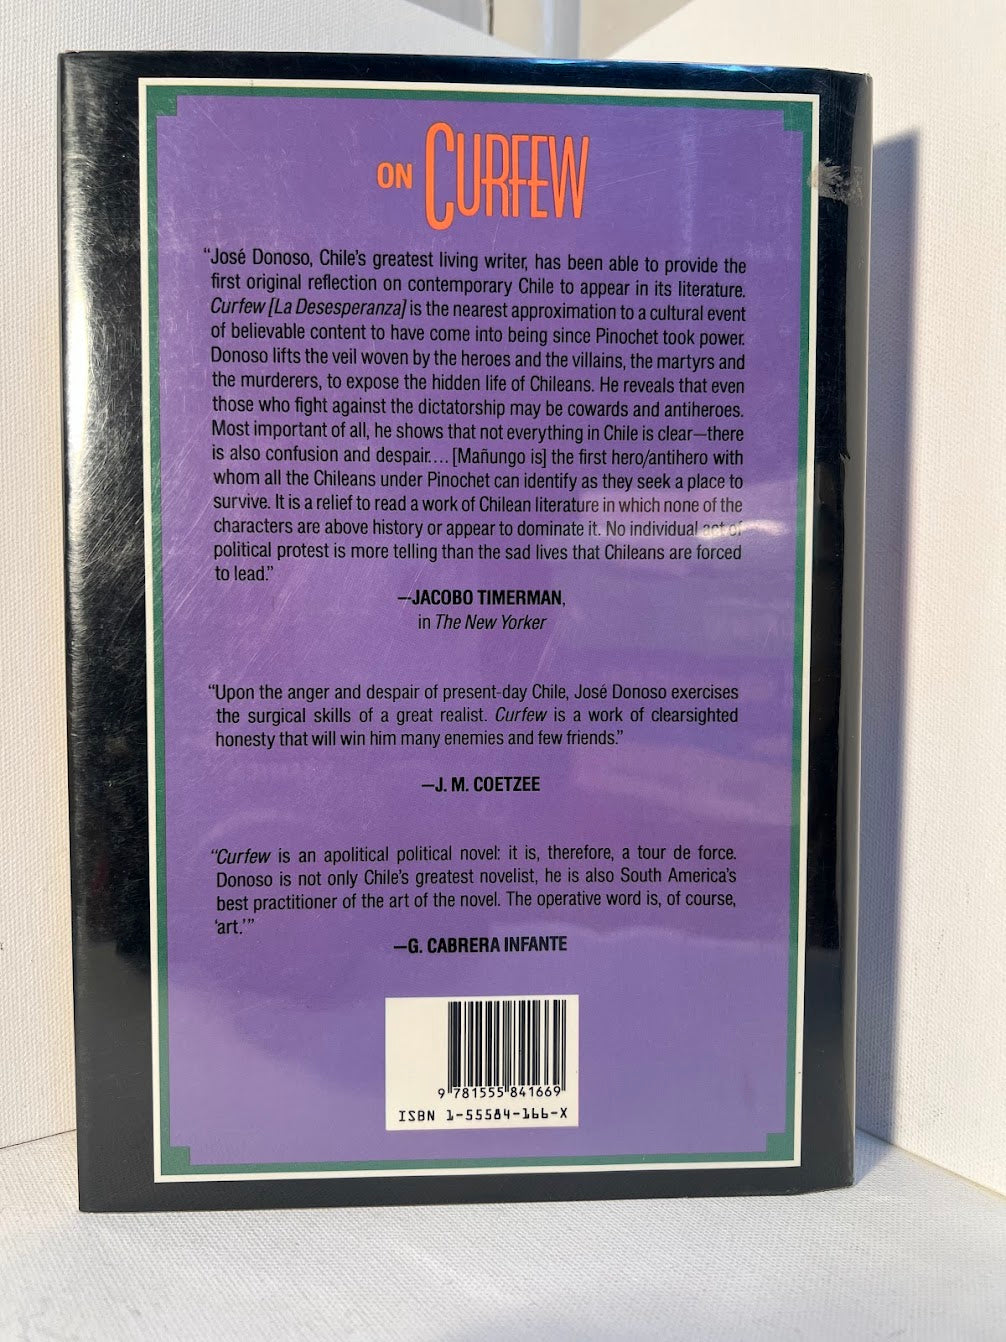 ON CURFEW
“José Donoso, Chile’s greatest living writer, has been able to provide the
first original reflection on contemporary Chile to appear in its literature.
Curfew [La Desesperanza] is the nearest approximation to a cultural event
of believable content to have come into being since Pinochet took power.
Donoso lifts the veil woven by the heroes and the villains, the martyrs and
the murderers, to expose the hidden life of Chileans. He reveals that even
those who fight against the dictatorship may be cowards and antiheroes.
Most important of all, he shows that not everything in Chile is clear—there
is also confusion and despair.... [Mañungo is] the first hero/antihero with
whom all the Chileans under Pinochet can identify as they seek a place to
survive. It is a relief to read a work of Chilean literature in which none of the
characters are above history or appear to dominate it. No individual act of
political protest is more telling than the sad lives that Chileans are forced
to lead.”
—JACOBO TIMERMAN,
in The New Yorker
“Upon the anger and despair of present-day Chile, José Donoso exercises
the surgical skills of a great realist. Curfew is a work of clearsighted
honesty that will win him many enemies and few friends.”
—J. M. COETZEE
“Curfew is an apolitical political novel: it is, therefore, a tour de force.
Donoso is not only Chile’s greatest novelist, he is also South America’s
best practitioner of the art of the novel. The operative word is, of course,
‘art.’”
—G. CABRERA INFANTE
9 781555 841669
ISBN 1-55584-166-X